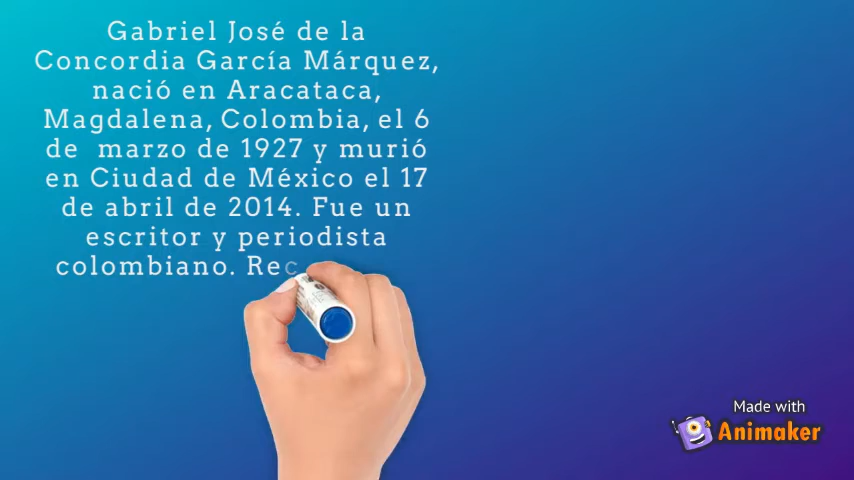 Gabriel José de la
Concordia García Márquez,
nació en Aracataca,
Magdalena, Colombia, el 6
de marzo de 1927 y murió
en Ciudad de México el 17
de abril de 2014. Fue un
escritor y periodista
colombiano. Rec
Made with
Animaker